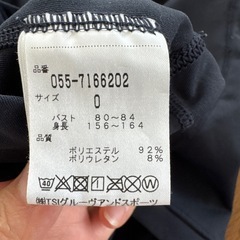 品番
055-7166202
サイズ
0
バスト 80~84
身長 156~164
ポリエステル 92%
ポリウレタン 8%
40
㈱TSIグルーヴアンドスポーツ